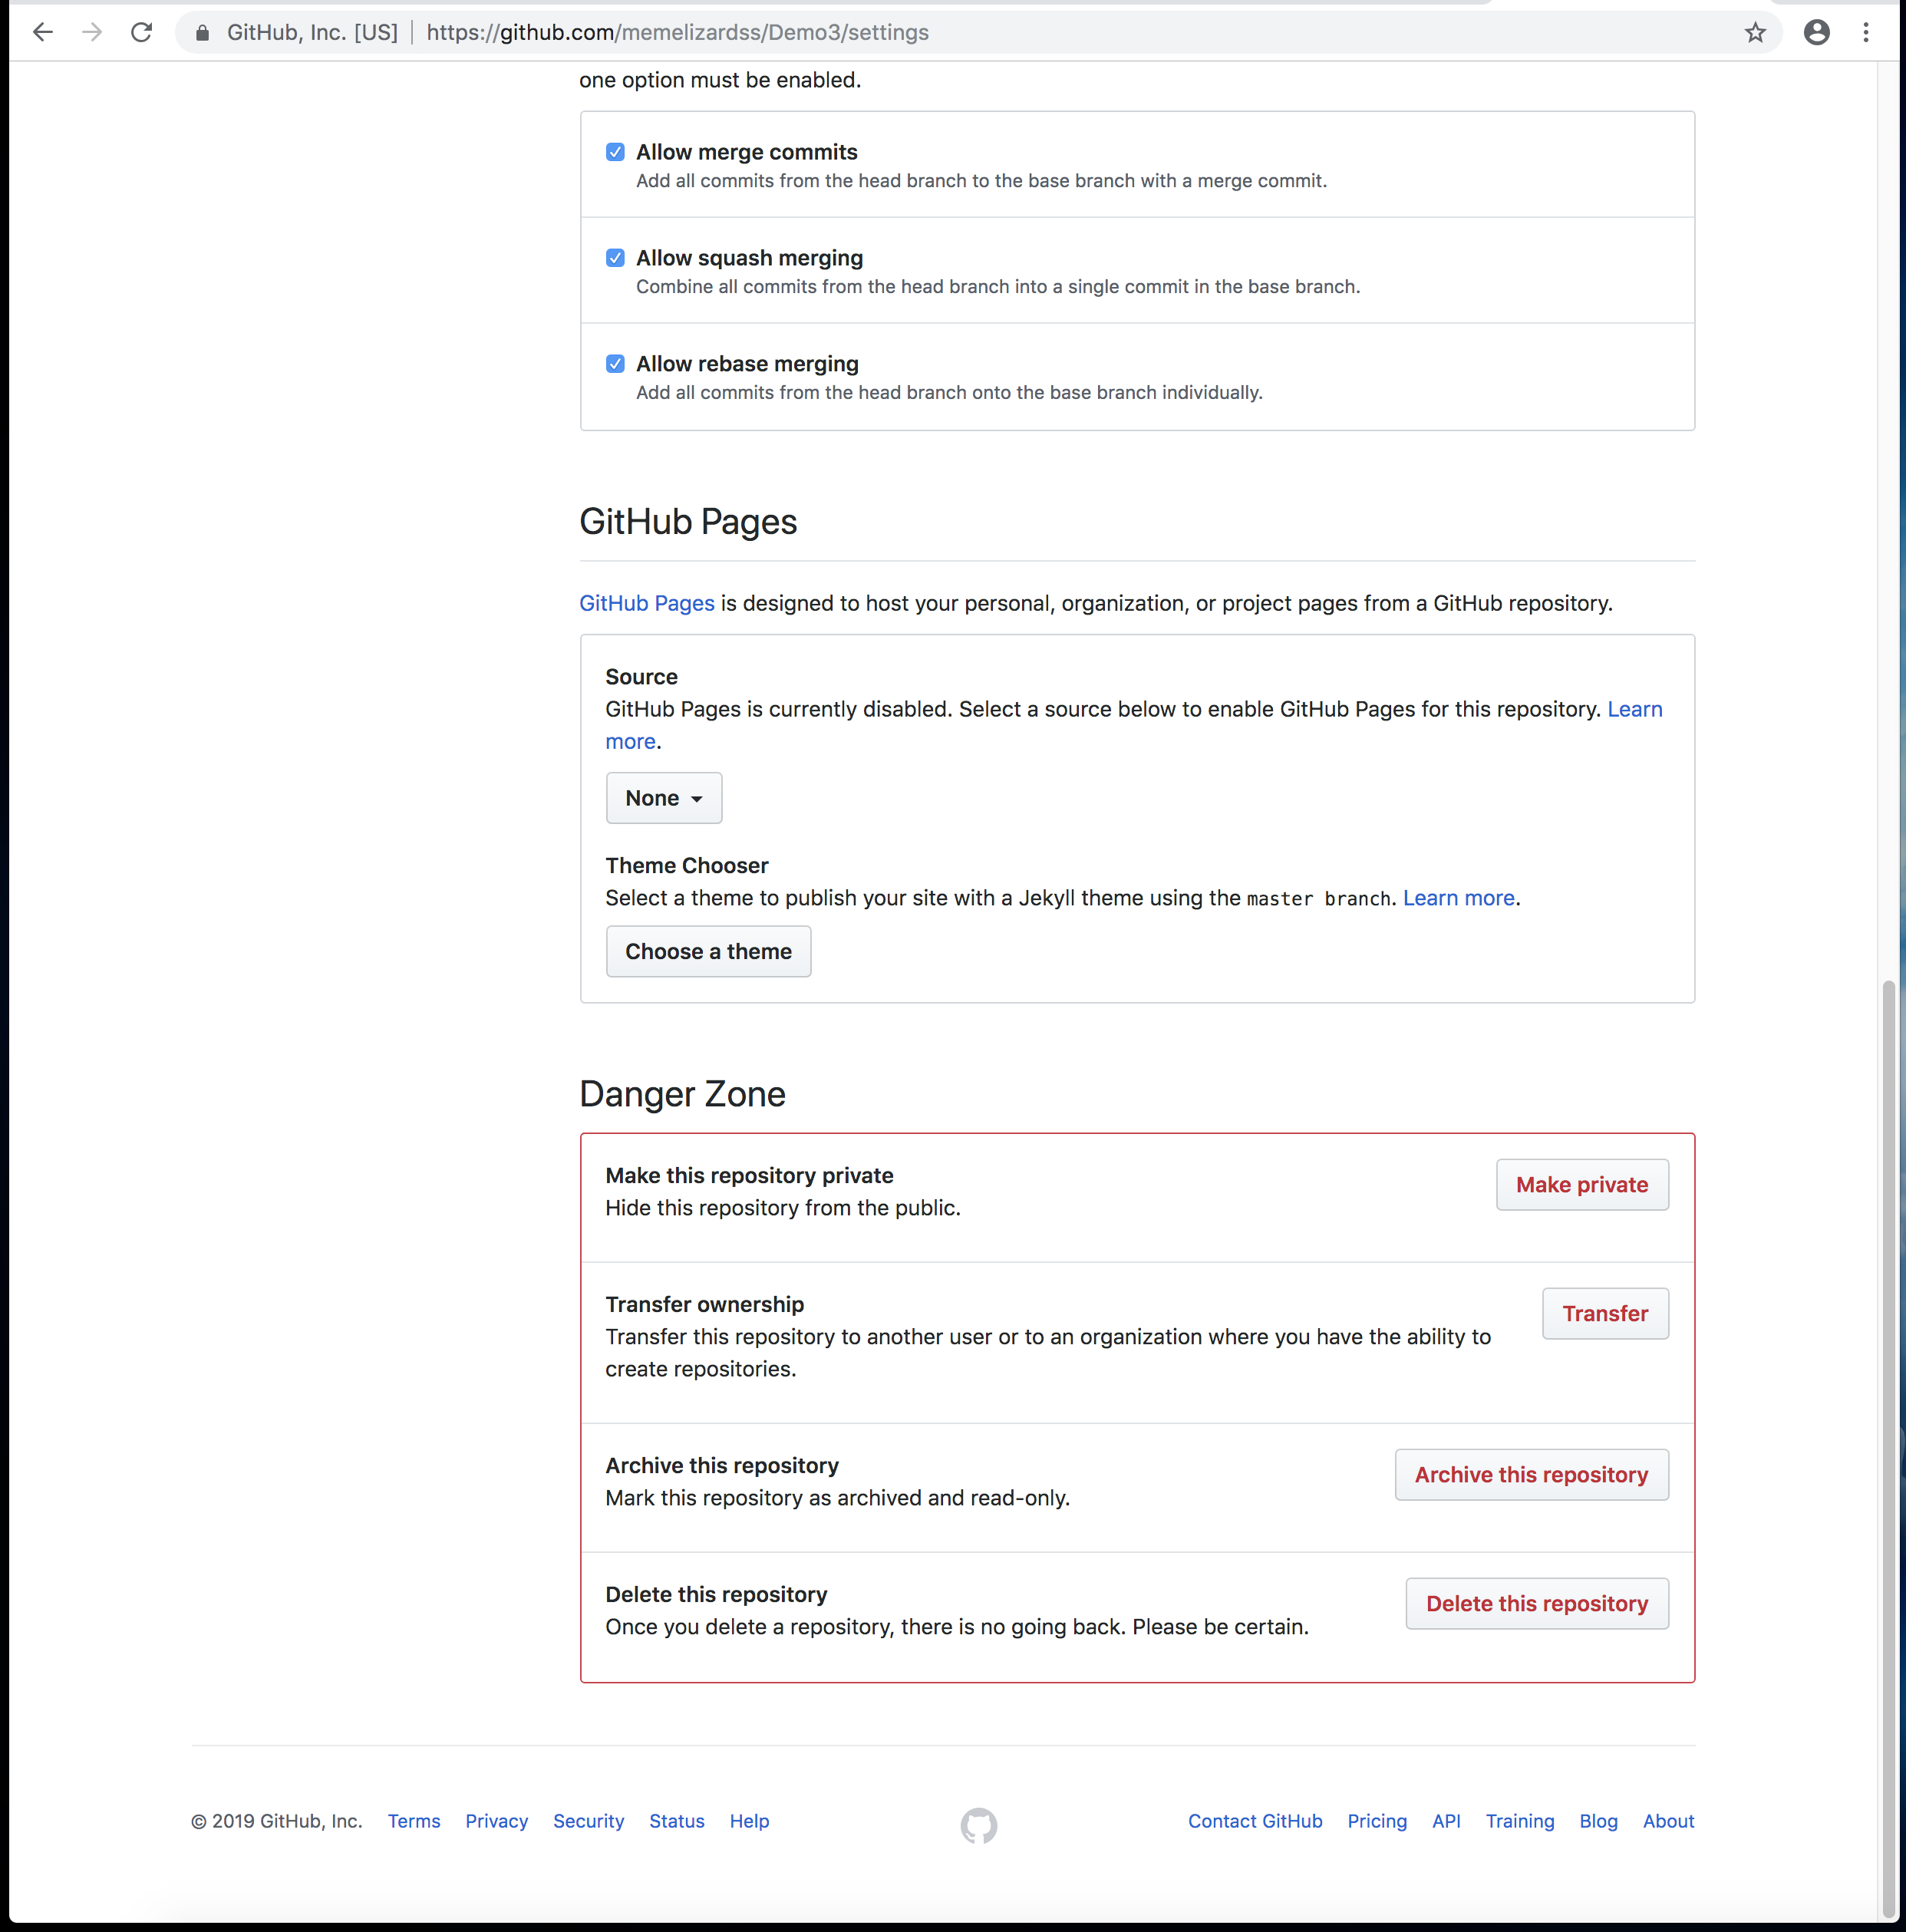 GitHub, Inc. [US] | https://github.com/memelizardss/Demo3/settings
one option must be enabled.
Allow merge commits
Add all commits from the head branch to the base branch with a merge commit.
Allow squash merging
Combine all commits from the head branch into a single commit in the base branch.
Allow rebase merging
Add all commits from the head branch onto the base branch individually.
GitHub Pages
GitHub Pages is designed to host your personal, organization, or project pages from a GitHub repository.
Source
GitHub Pages is currently disabled. Select a source below to enable GitHub Pages for this repository. Learn
more.
None
Theme Chooser
Select a theme to publish your site with a Jekyll theme using the master branch. Learn more.
Choose a theme
Danger Zone
Make this repository private
Hide this repository from the public.
Make private
Transfer ownership
Transfer this repository to another user or to an organization where you have the ability to
create repositories.
Transfer
Archive this repository
Mark this repository as archived and read-only.
Archive this repository
Delete this repository
Once you delete a repository, there is no going back. Please be certain.
Delete this repository
© 2019 GitHub, Inc. Terms Privacy Security Status Help Contact GitHub Pricing API Training Blog About